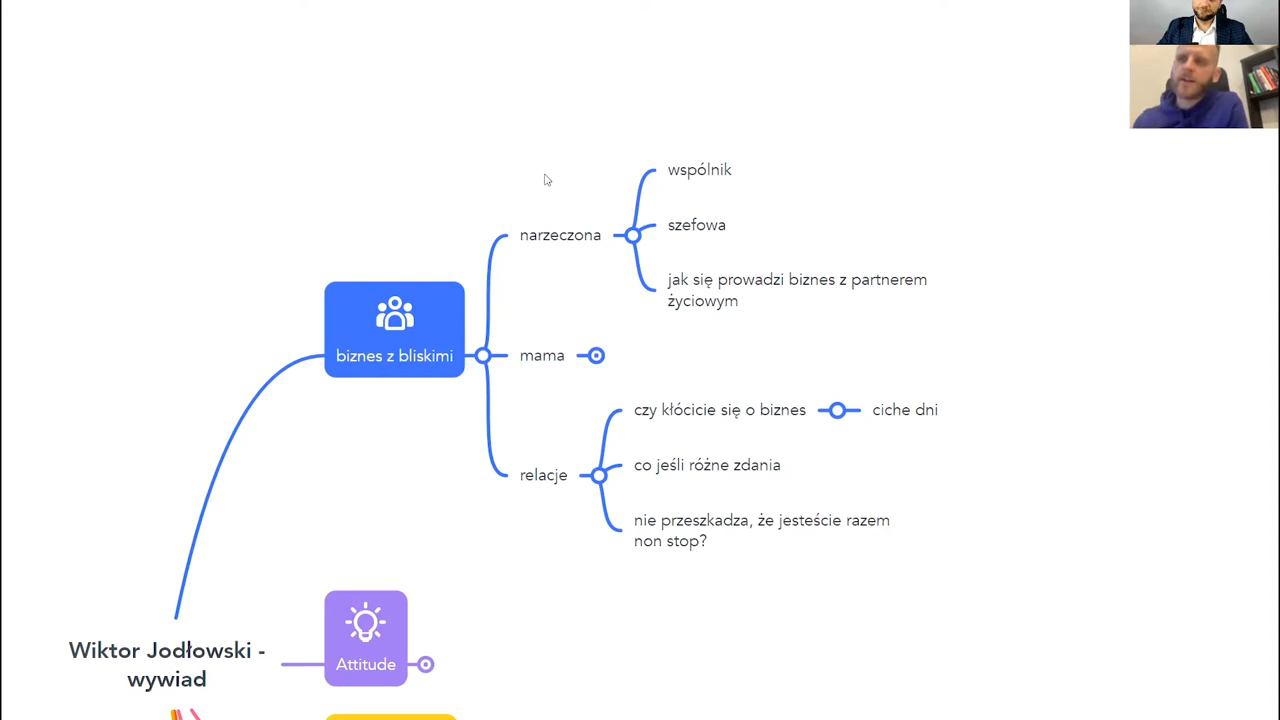 wspólnik
narzeczona
szefowa
jak się prowadzi biznes z partnerem
życiowym
biznes z bliskimi
mama
czy kłócicie się o biznes
ciche dni
relacje
co jeśli różne zdania
nie przeszkadza, że jesteście razem
non stop?
Wiktor Jodłowski -
wywiad
Attitude